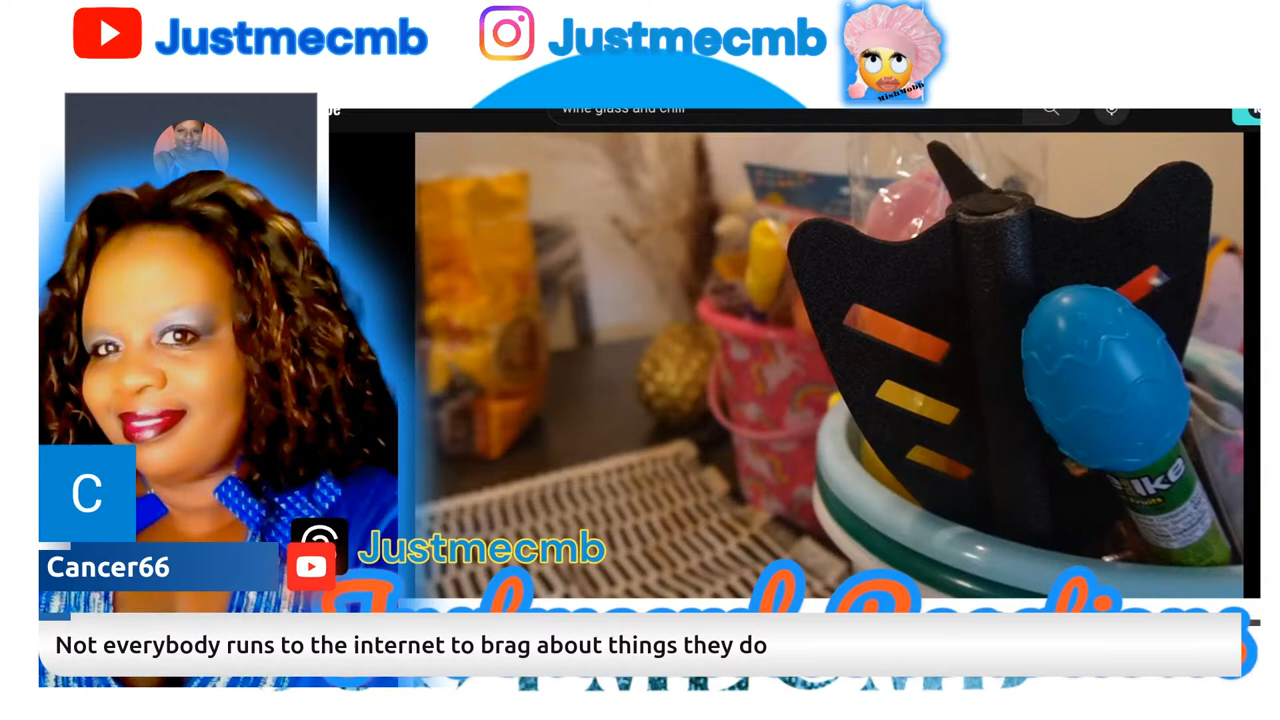 Justmecmb
Justmecmb
MishMobb
wine glass and chill
C
Justmecmb
Cancer66
Not everybody runs to the internet to brag about things they do